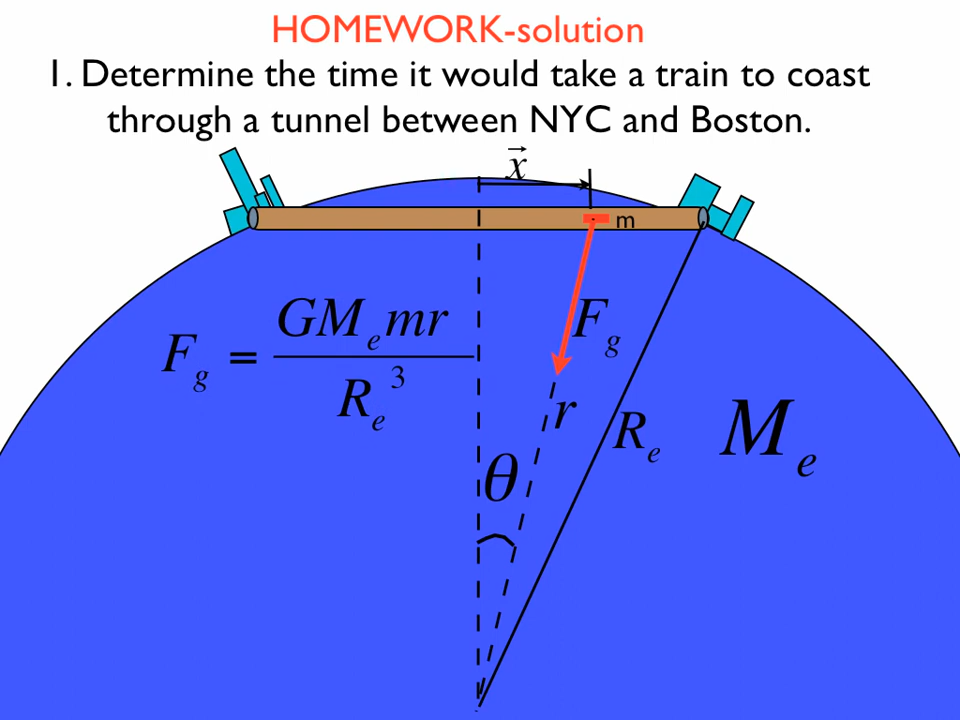 HOMEWORK-solution
1. Determine the time it would take a train to coast
through a tunnel between NYC and Boston.
x⃗
m
F_g = GM_e mr / R_e^3
F_g
r
R_e
M_e
θ